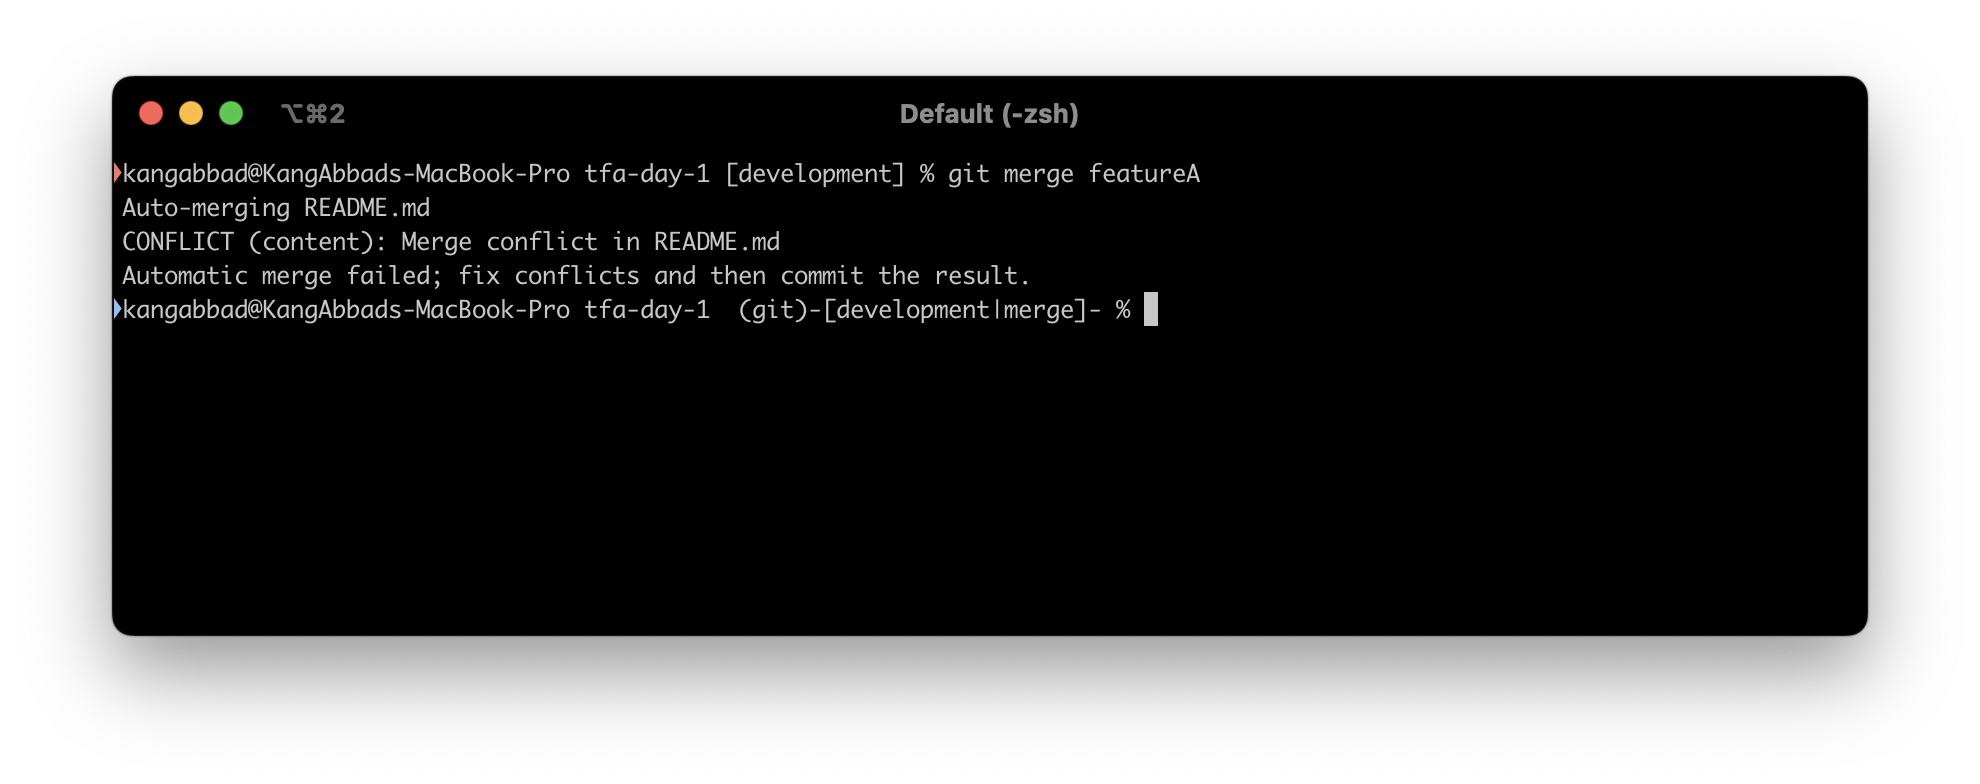 ⌥⌘2
Default (-zsh)
kangabbad@KangAbbads-MacBook-Pro tfa-day-1 [development] % git merge featureA
Auto-merging README.md
CONFLICT (content): Merge conflict in README.md
Automatic merge failed; fix conflicts and then commit the result.
kangabbad@KangAbbads-MacBook-Pro tfa-day-1  (git)-[development|merge]- %